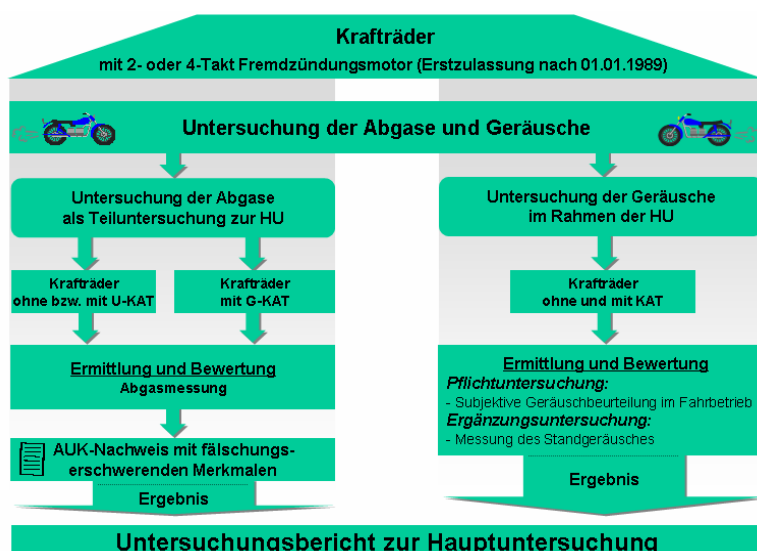 Krafträder
mit 2- oder 4-Takt Fremdzündungsmotor (Erstzulassung nach 01.01.1989)
Untersuchung der Abgase und Geräusche
Untersuchung der Abgase
als Teiluntersuchung zur HU
Krafträder
ohne bzw. mit U-KAT
Krafträder
mit G-KAT
Ermittlung und Bewertung
Abgasmessung
AUK-Nachweis mit fälschungs-
erschwerenden Merkmalen
Ergebnis
Untersuchung der Geräusche
im Rahmen der HU
Krafträder
ohne und mit KAT
Ermittlung und Bewertung
Pflichtuntersuchung:
- Subjektive Geräuschbeurteilung im Fahrbetrieb
Ergänzungsuntersuchung:
- Messung des Standgeräusches
Ergebnis
Untersuchungsbericht zur Hauptuntersuchung